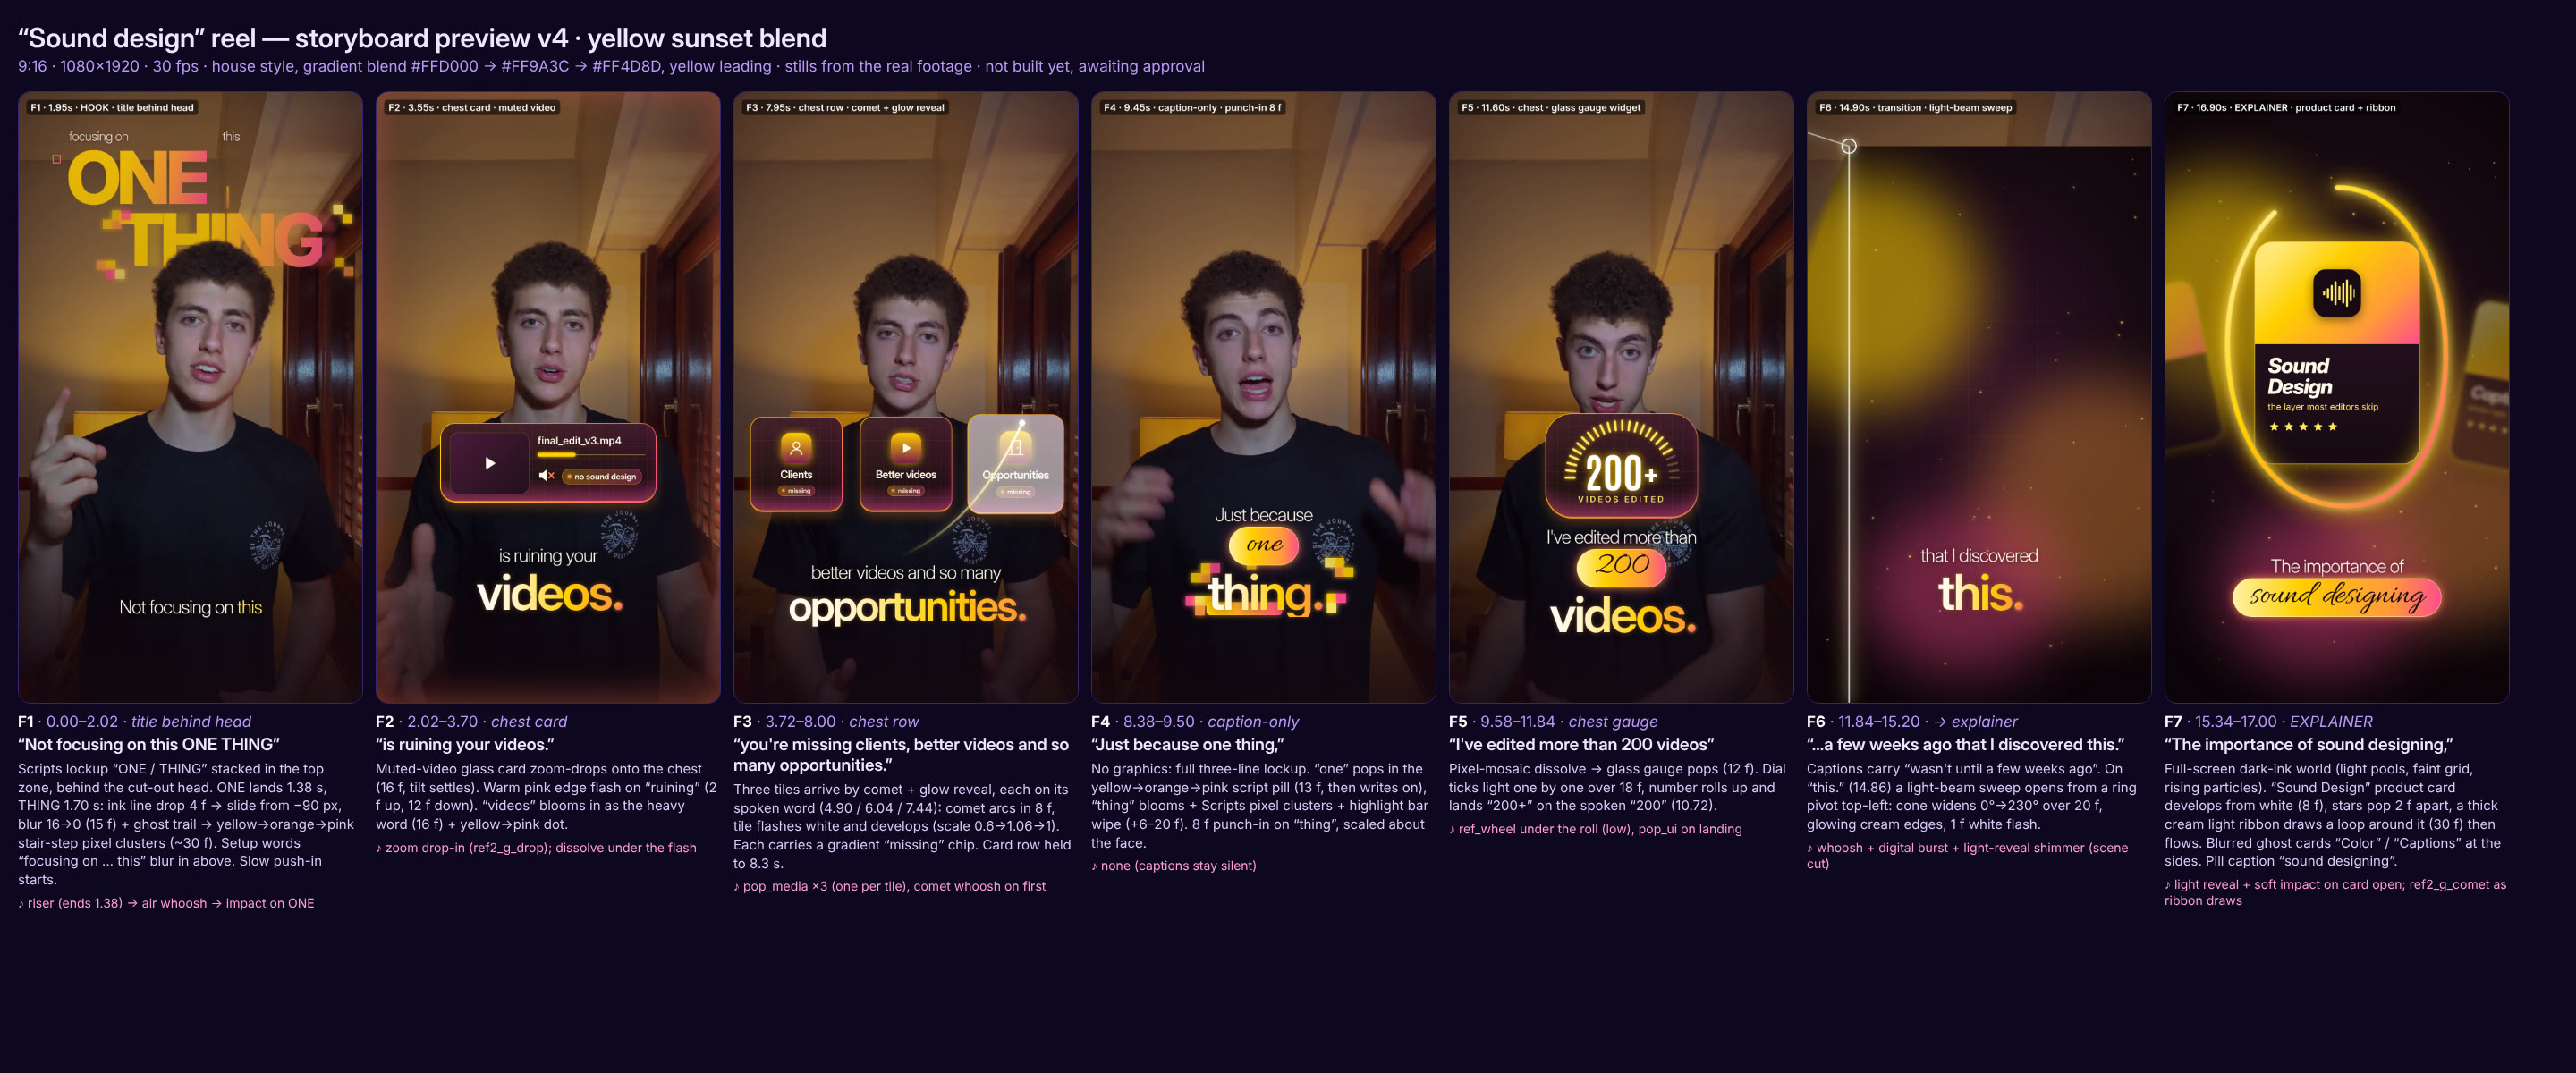 “Sound design” reel — storyboard preview v4 · yellow sunset blend
9:16 · 1080×1920 · 30 fps · house style, gradient blend #FFD000 → #FF9A3C → #FF4D8D, yellow leading · stills from the real footage · not built yet, awaiting approval
F1 · 1.95s · HOOK · title behind head
focusing on this
ONE
THING
Not focusing on this
F1 · 0.00–2.02 · title behind head
“Not focusing on this ONE THING”
Scripts lockup “ONE / THING” stacked in the top
zone, behind the cut-out head. ONE lands 1.38 s,
THING 1.70 s: ink line drop 4 f → slide from −90 px,
blur 16→0 (15 f) + ghost trail → yellow→orange→pink
stair-step pixel clusters (~30 f). Setup words
“focusing on ... this” blur in above. Slow push-in
starts.
♪ riser (ends 1.38) → air whoosh → impact on ONE
F2 · 3.55s · chest card · muted video
final_edit_v3.mp4
no sound design
is ruining your
videos.
F2 · 2.02–3.70 · chest card
“is ruining your videos.”
Muted-video glass card zoom-drops onto the chest
(16 f, tilt settles). Warm pink edge flash on “ruining” (2
f up, 12 f down). “videos” blooms in as the heavy
word (16 f) + yellow→pink dot.
♪ zoom drop-in (ref2_g_drop); dissolve under the flash
F3 · 7.95s · chest row · comet + glow reveal
Clients
missing
Better videos
missing
Opportunities
missing
better videos and so many
opportunities.
F3 · 3.72–8.00 · chest row
“you're missing clients, better videos and so
many opportunities.”
Three tiles arrive by comet + glow reveal, each on its
spoken word (4.90 / 6.04 / 7.44): comet arcs in 8 f,
tile flashes white and develops (scale 0.6→1.06→1).
Each carries a gradient “missing” chip. Card row held
to 8.3 s.
♪ pop_media ×3 (one per tile), comet whoosh on first
F4 · 9.45s · caption-only · punch-in 8 f
Just because
one
thing.
F4 · 8.38–9.50 · caption-only
“Just because one thing,”
No graphics: full three-line lockup. “one” pops in the
yellow→orange→pink script pill (13 f, then writes on),
“thing” blooms + Scripts pixel clusters + highlight bar
wipe (+6–20 f). 8 f punch-in on “thing”, scaled about
the face.
♪ none (captions stay silent)
F5 · 11.60s · chest · glass gauge widget
200+
VIDEOS EDITED
I've edited more than
200
videos.
F5 · 9.58–11.84 · chest gauge
“I've edited more than 200 videos”
Pixel-mosaic dissolve → glass gauge pops (12 f). Dial
ticks light one by one over 18 f, number rolls up and
lands “200+” on the spoken “200” (10.72).
♪ ref_wheel under the roll (low), pop_ui on landing
F6 · 14.90s · transition · light-beam sweep
that I discovered
this.
F6 · 11.84–15.20 · → explainer
“...a few weeks ago that I discovered this.”
Captions carry “wasn't until a few weeks ago”. On
“this.” (14.86) a light-beam sweep opens from a ring
pivot top-left: cone widens 0°→230° over 20 f,
glowing cream edges, 1 f white flash.
♪ whoosh + digital burst + light-reveal shimmer (scene
cut)
F7 · 16.90s · EXPLAINER · product card + ribbon
Sound
Design
the layer most editors skip
The importance of
sound designing
F7 · 15.34–17.00 · EXPLAINER
“The importance of sound designing,”
Full-screen dark-ink world (light pools, faint grid,
rising particles). “Sound Design” product card
develops from white (8 f), stars pop 2 f apart, a thick
cream light ribbon draws a loop around it (30 f) then
flows. Blurred ghost cards “Color” / “Captions” at the
sides. Pill caption “sound designing”.
♪ light reveal + soft impact on card open; ref2_g_comet as
ribbon draws